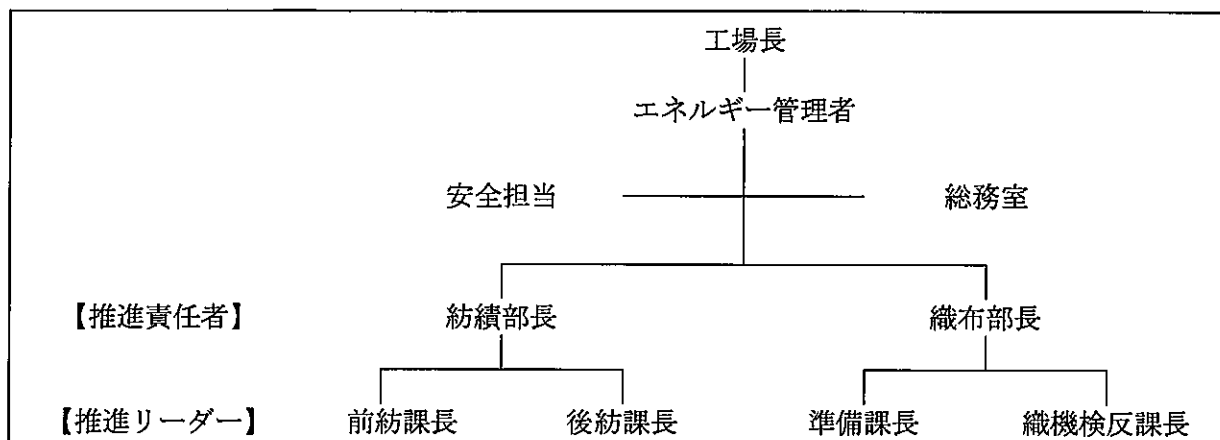 工場長
エネルギー管理者
安全担当 総務室
【推進責任者】 紡績部長 織布部長
【推進リーダー】 前紡課長 後紡課長 準備課長 織機検反課長